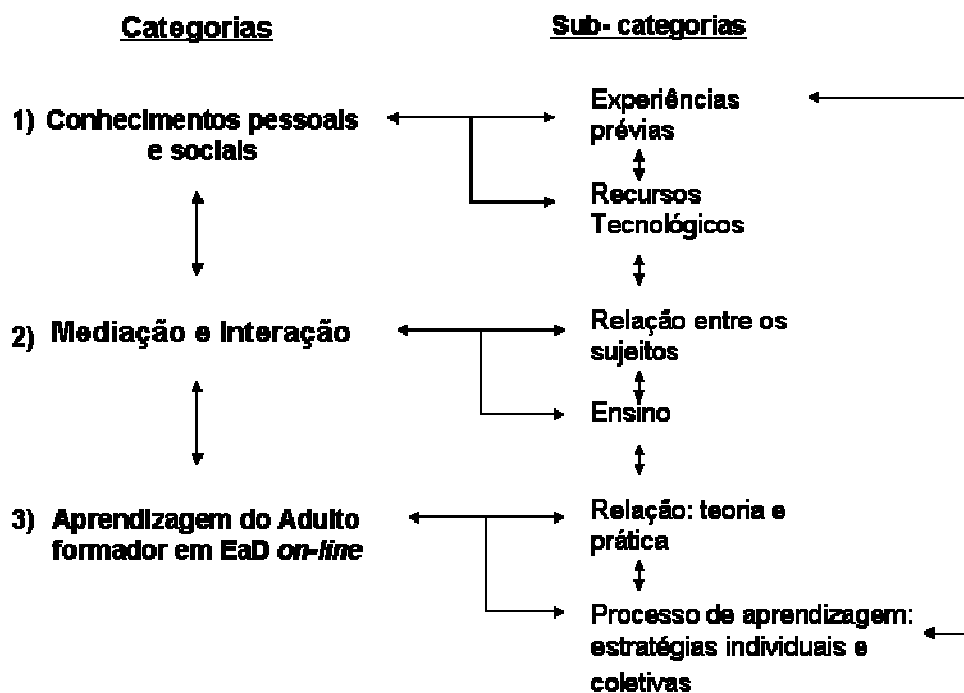 Categorias
Sub- categorias
1) Conhecimentos pessoais
e sociais
Experiências
prévias
Recursos
Tecnológicos
2) Mediação e Interação
Relação entre os
sujeitos
Ensino
3) Aprendizagem do Adulto
formador em EaD on-line
Relação: teoria e
prática
Processo de aprendizagem:
estratégias individuais e
coletivas